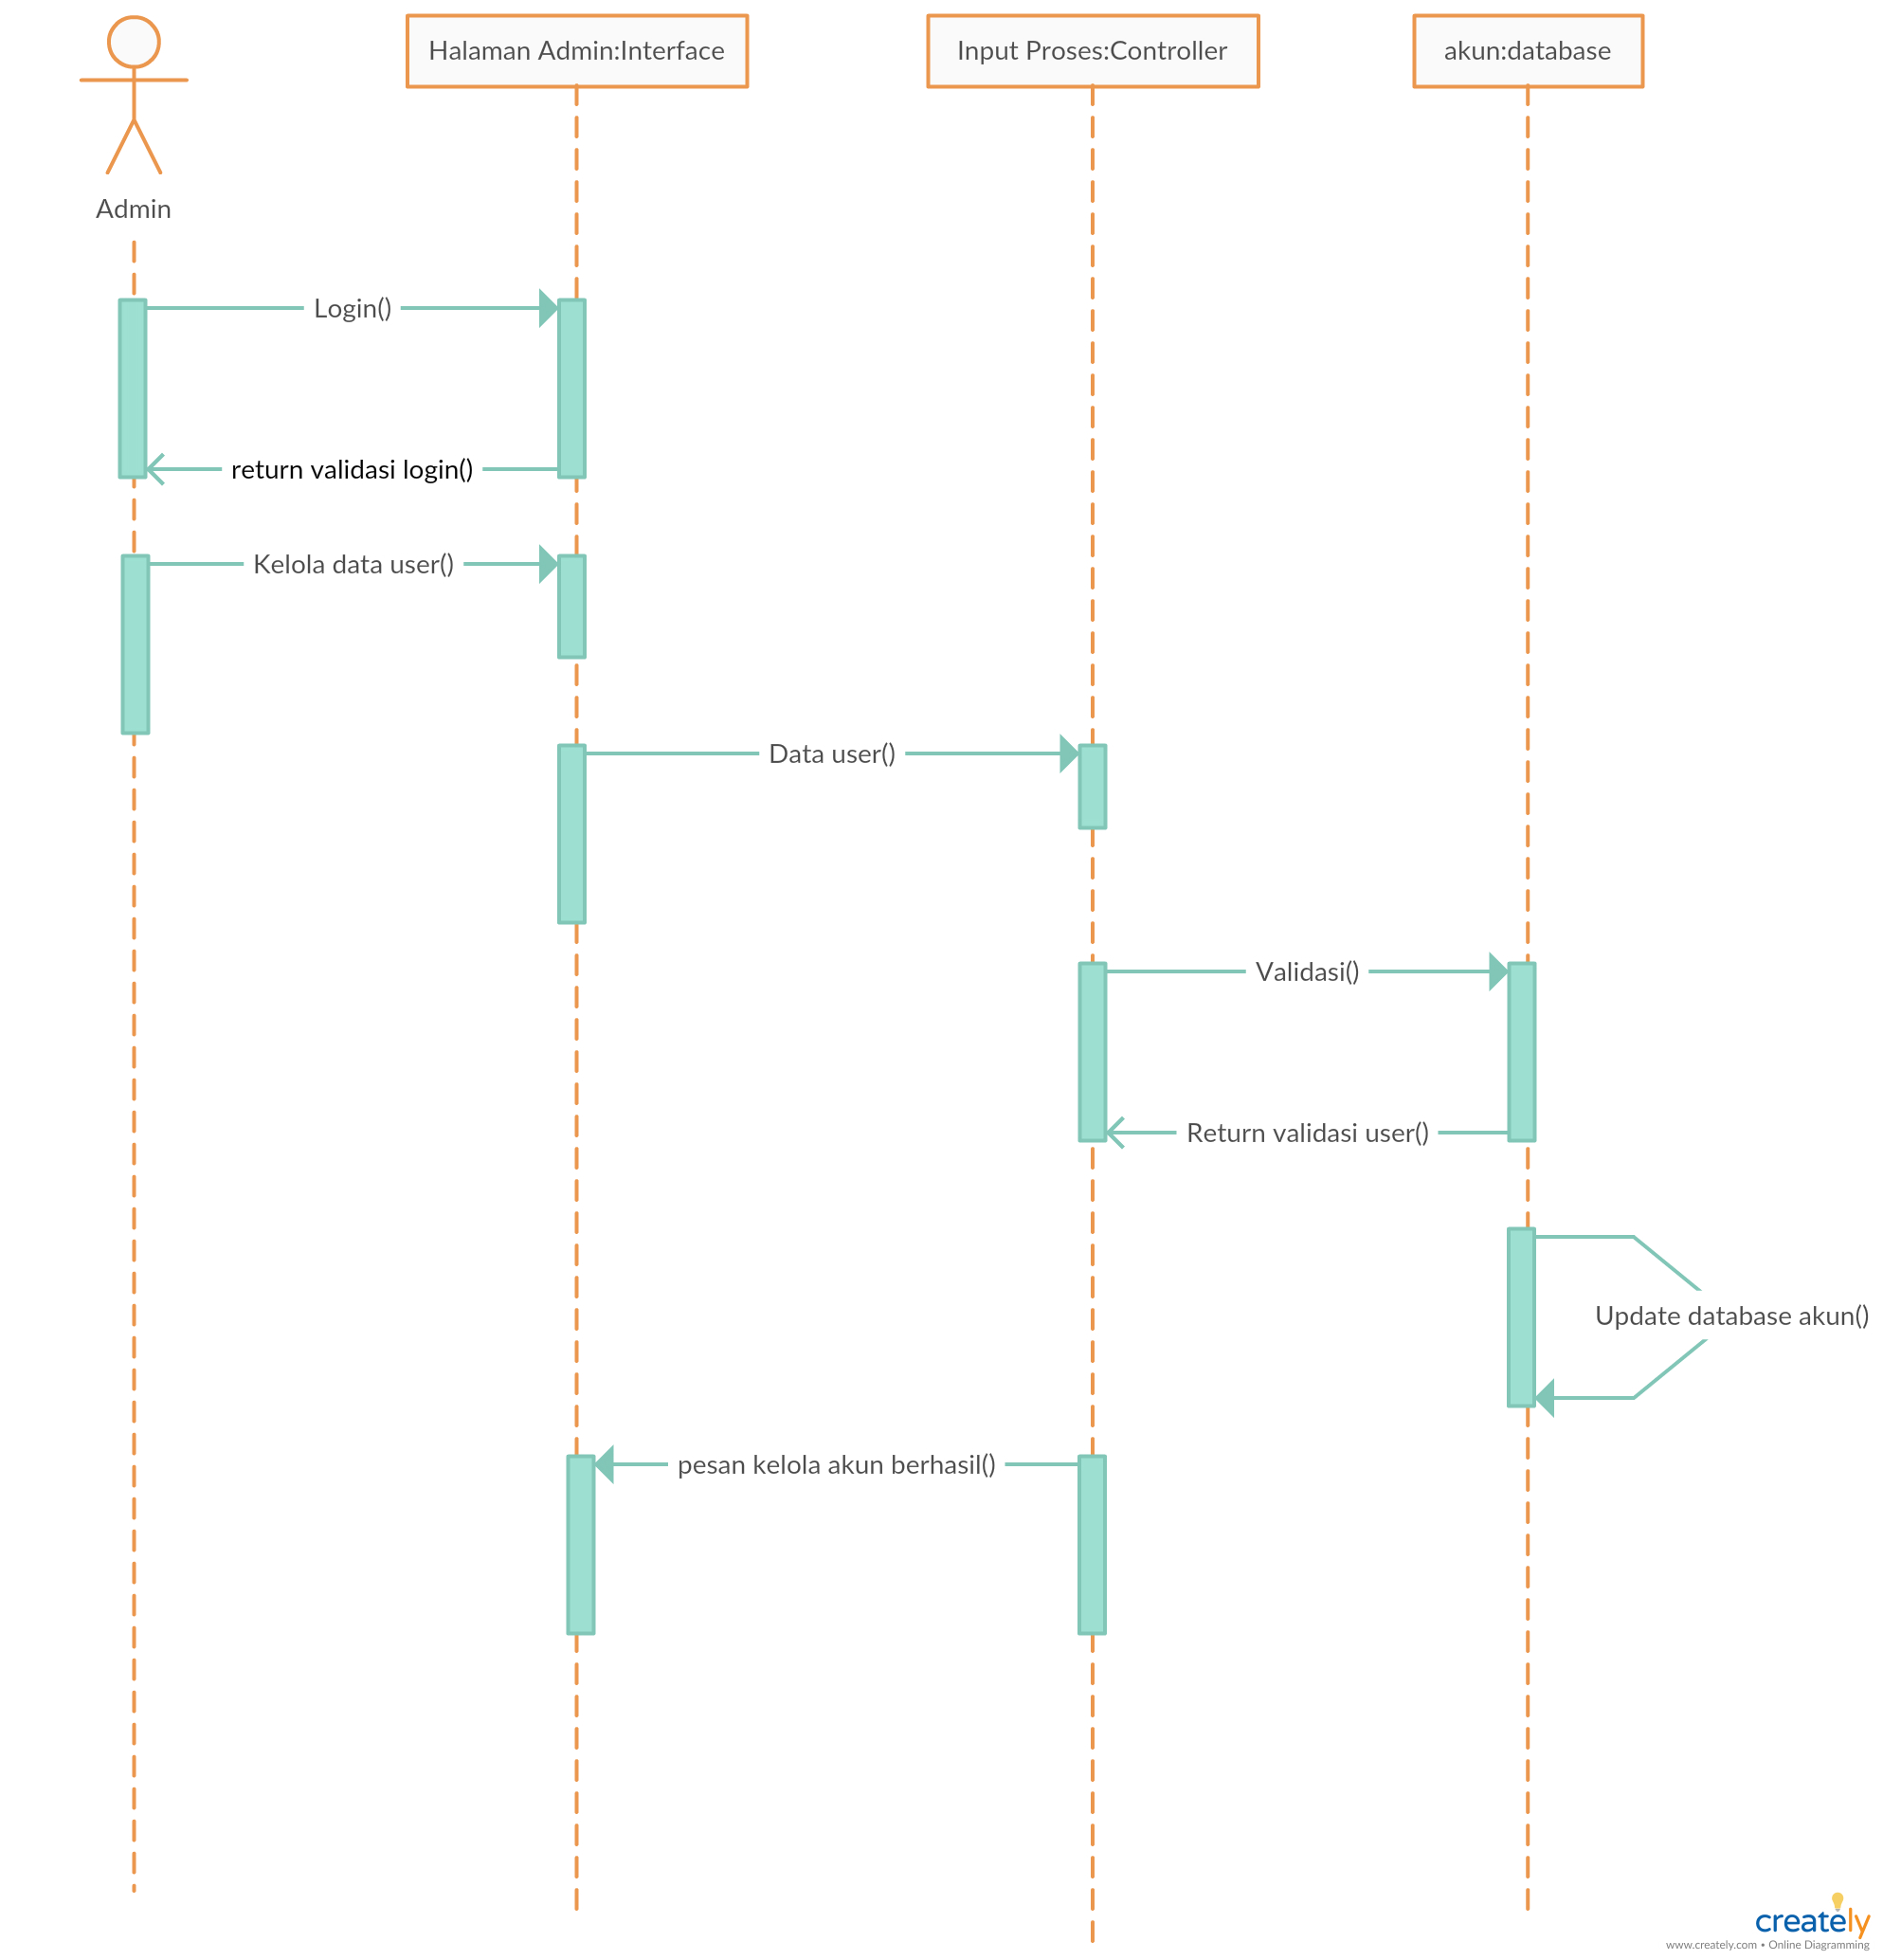 Halaman Admin:Interface
Input Proses:Controller
akun:database
Admin
Login()
return validasi login()
Kelola data user()
Data user()
Validasi()
Return validasi user()
Update database akun()
pesan kelola akun berhasil()
creately
www.creately.com • Online Diagramming